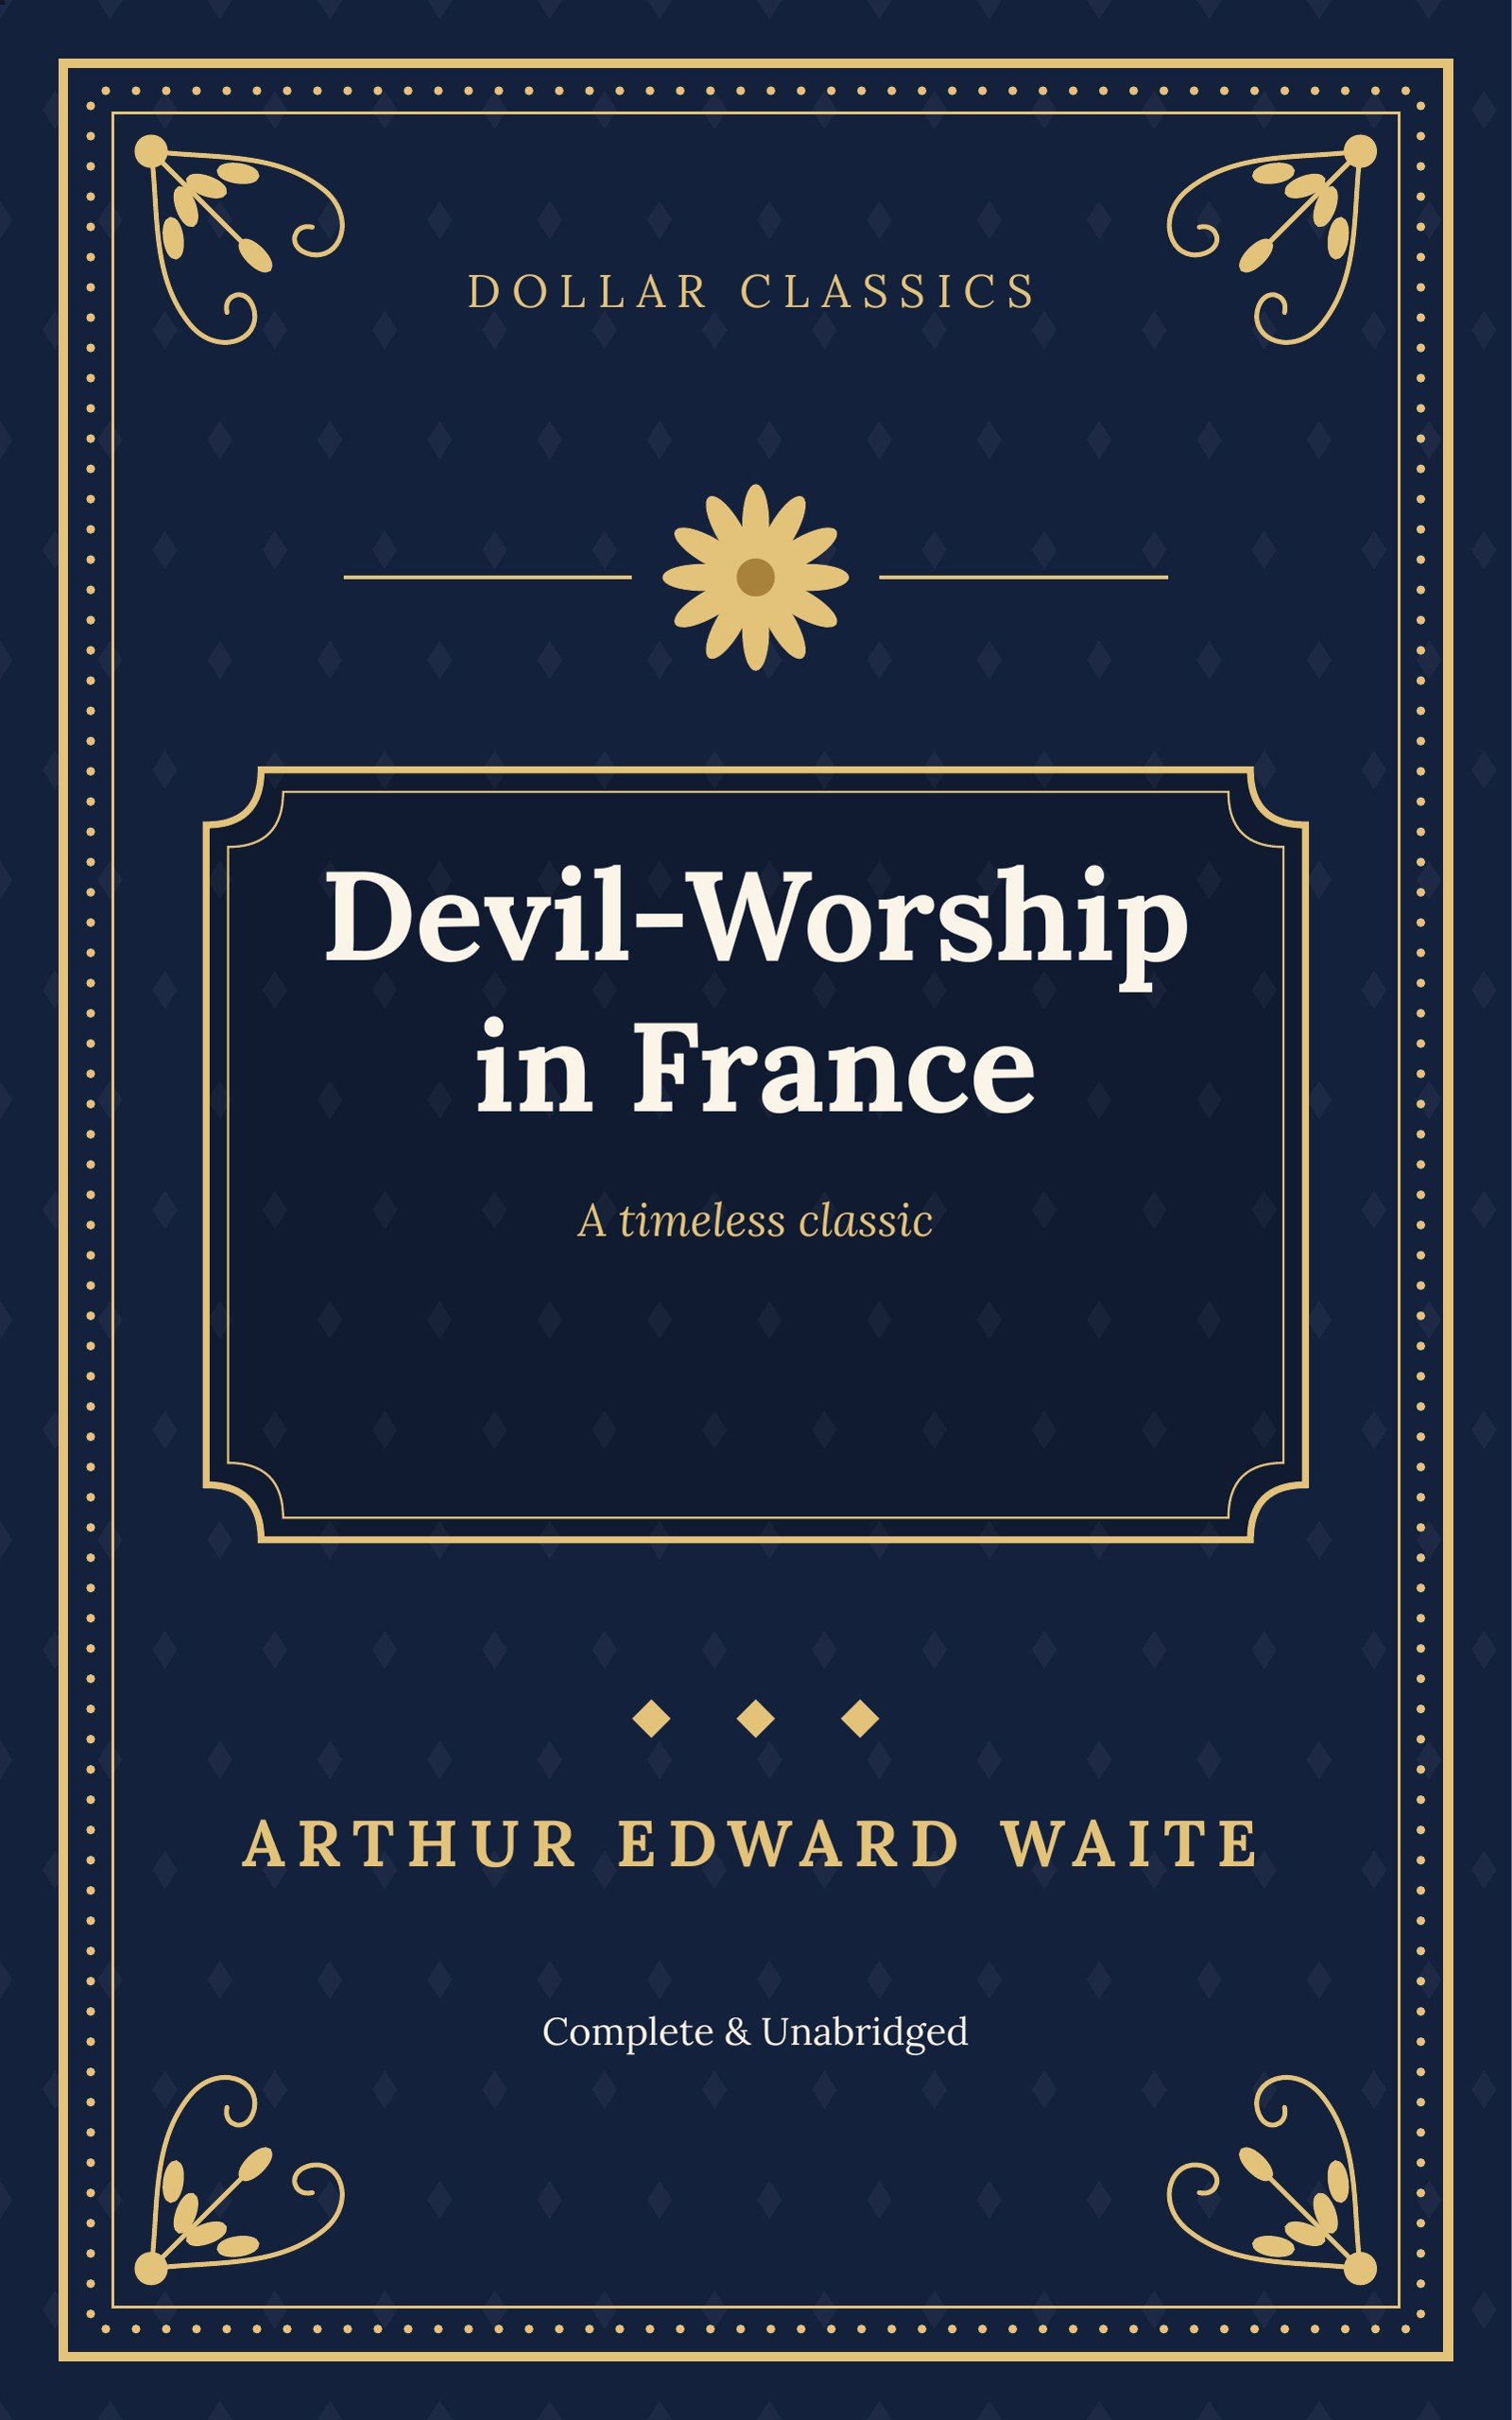 DOLLAR CLASSICS
Devil-Worship
in France
A timeless classic
ARTHUR EDWARD WAITE
Complete & Unabridged